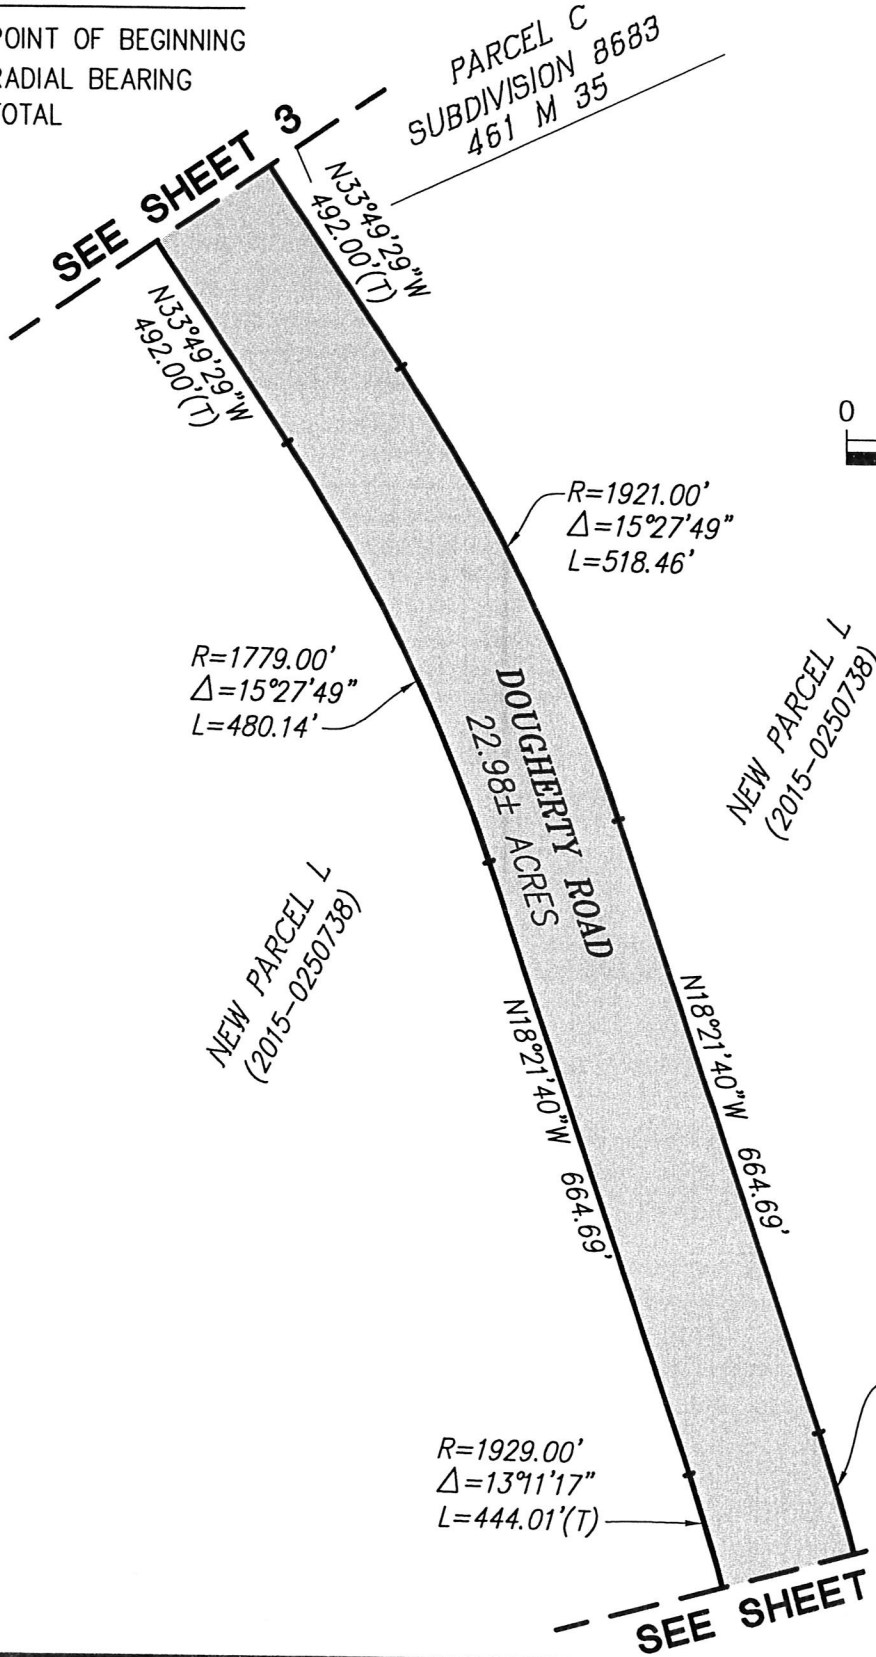 POINT OF BEGINNING
RADIAL BEARING
TOTAL
PARCEL C
SUBDIVISION 8683
461 M 35
SEE SHEET 3
N33°49'29"W
492.00'(T)
N33°49'29"W
492.00'(T)
0
R=1921.00'
Δ=15°27'49"
L=518.46'
R=1779.00'
Δ=15°27'49"
L=480.14'
DOUGHERTY ROAD
22.98± ACRES
NEW PARCEL L
(2015-0250738)
NEW PARCEL L
(2015-0250738)
N18°21'40"W 664.69'
N18°21'40"W 664.69'
R=1929.00'
Δ=13°11'17"
L=444.01'(T)
SEE SHEET